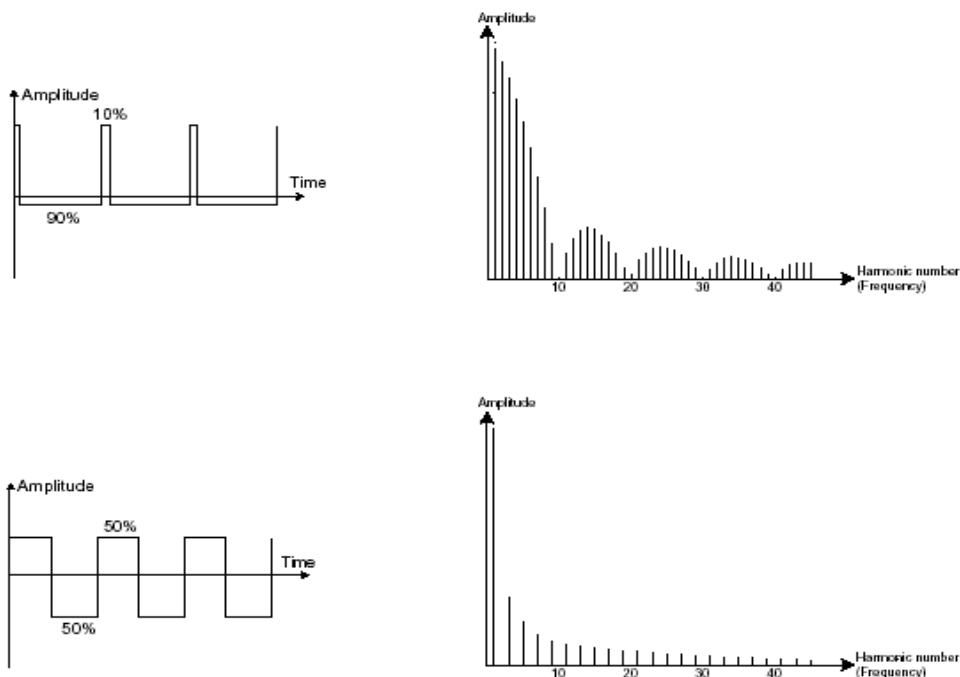 Amplitude
10%
Time
90%
Amplitude
Harmonic number
(Frequency)
10 20 30 40
Amplitude
50%
Time
50%
Amplitude
Harmonic number
(Frequency)
10 20 30 40